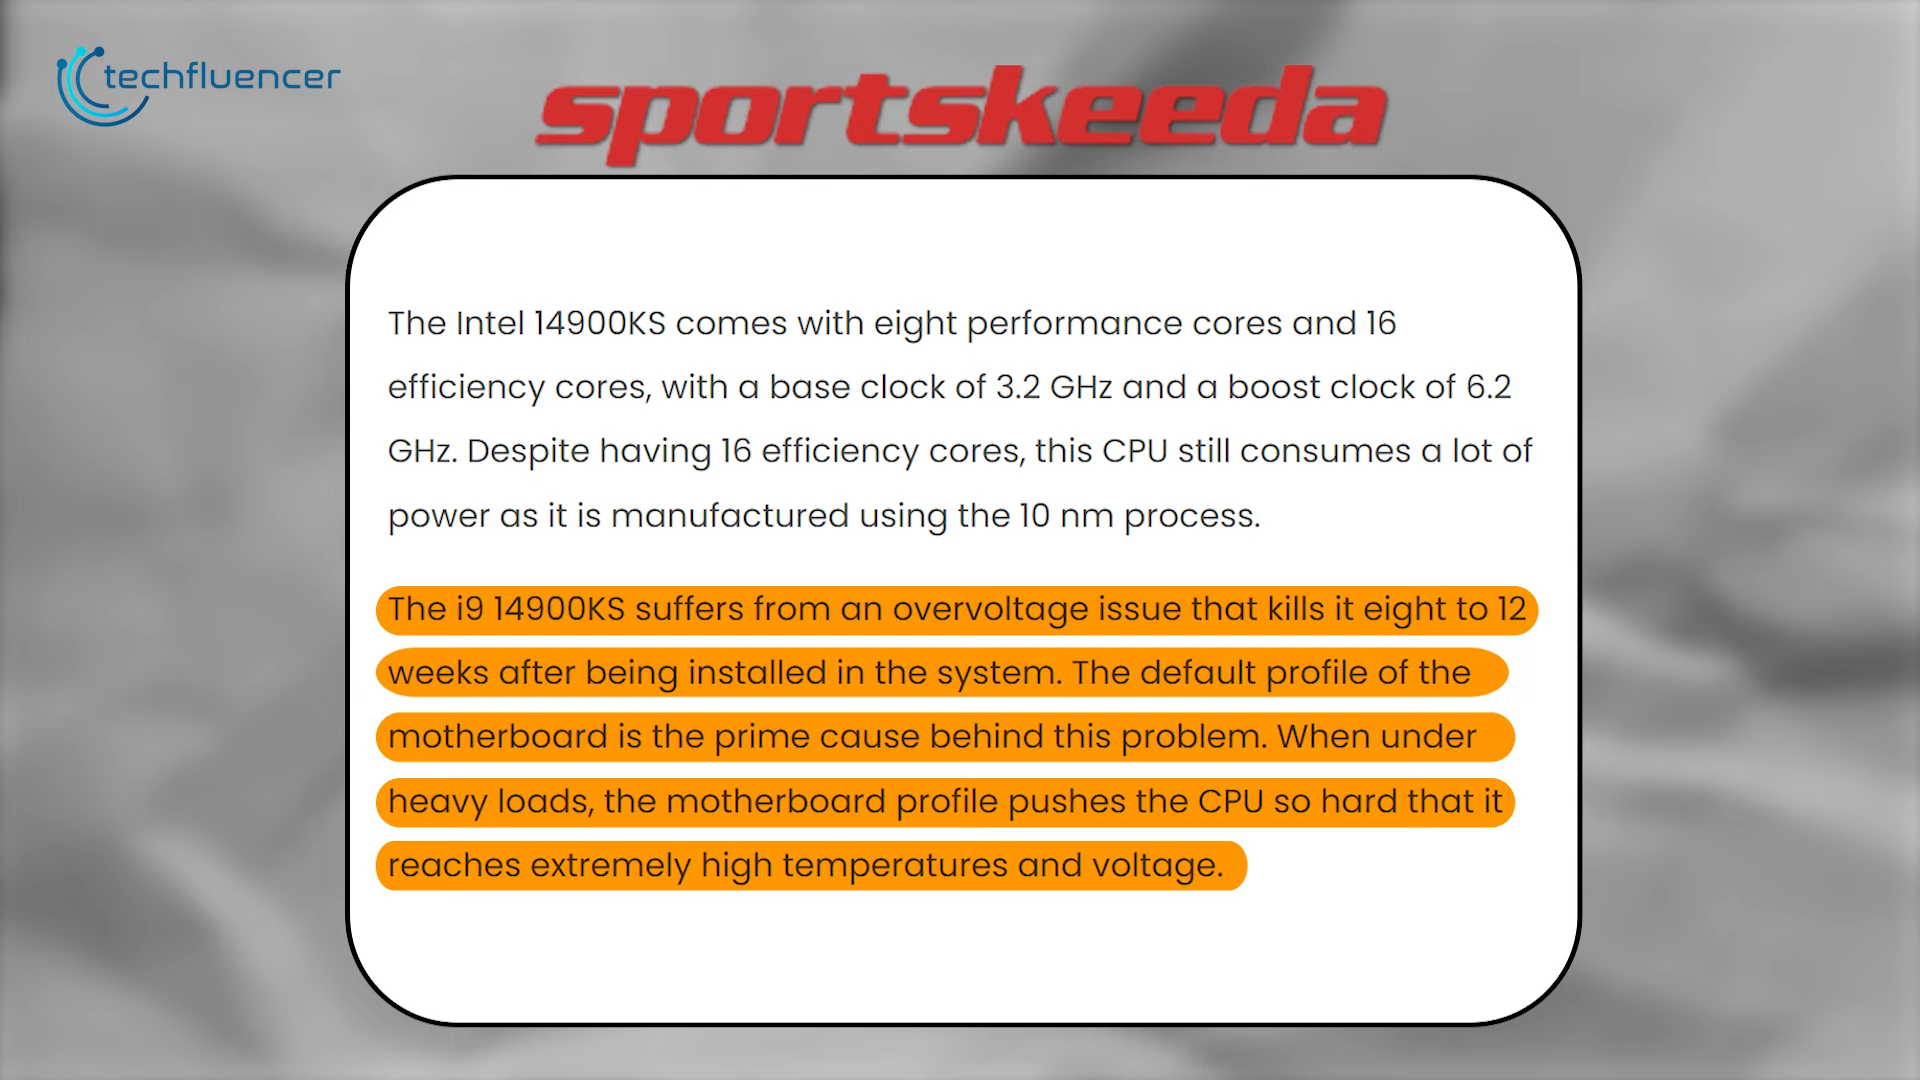 techfluencer
sportskeeda
The Intel 14900KS comes with eight performance cores and 16
efficiency cores, with a base clock of 3.2 GHz and a boost clock of 6.2
GHz. Despite having 16 efficiency cores, this CPU still consumes a lot of
power as it is manufactured using the 10 nm process.
The i9 14900KS suffers from an overvoltage issue that kills it eight to 12
weeks after being installed in the system. The default profile of the
motherboard is the prime cause behind this problem. When under
heavy loads, the motherboard profile pushes the CPU so hard that it
reaches extremely high temperatures and voltage.